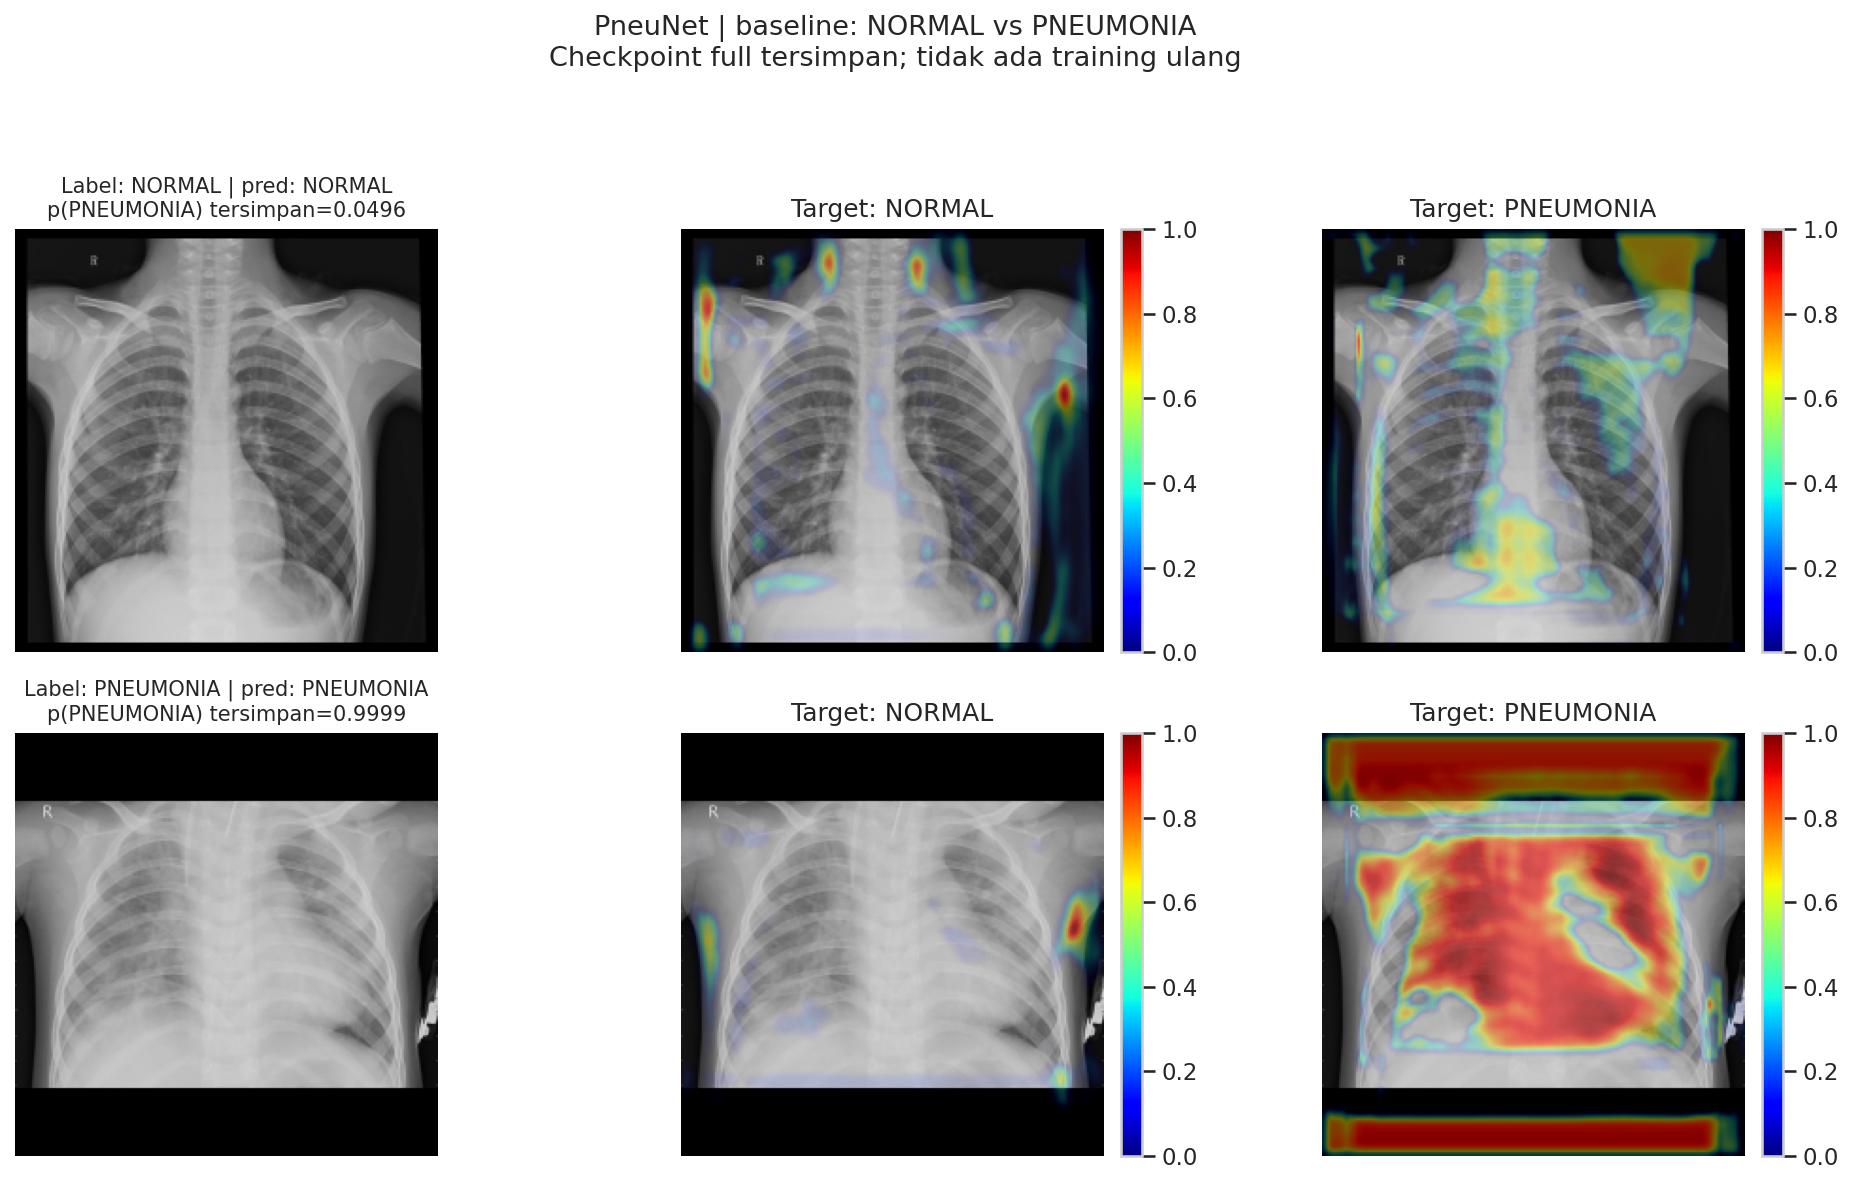 PneuNet | baseline: NORMAL vs PNEUMONIA
Checkpoint full tersimpan; tidak ada training ulang
Label: NORMAL | pred: NORMAL
p(PNEUMONIA) tersimpan=0.0496
R
Target: NORMAL
R
1.0
0.8
0.6
0.4
0.2
0.0
Target: PNEUMONIA
R
1.0
0.8
0.6
0.4
0.2
0.0
Label: PNEUMONIA | pred: PNEUMONIA
p(PNEUMONIA) tersimpan=0.9999
R
Target: NORMAL
R
1.0
0.8
0.6
0.4
0.2
0.0
Target: PNEUMONIA
R
1.0
0.8
0.6
0.4
0.2
0.0